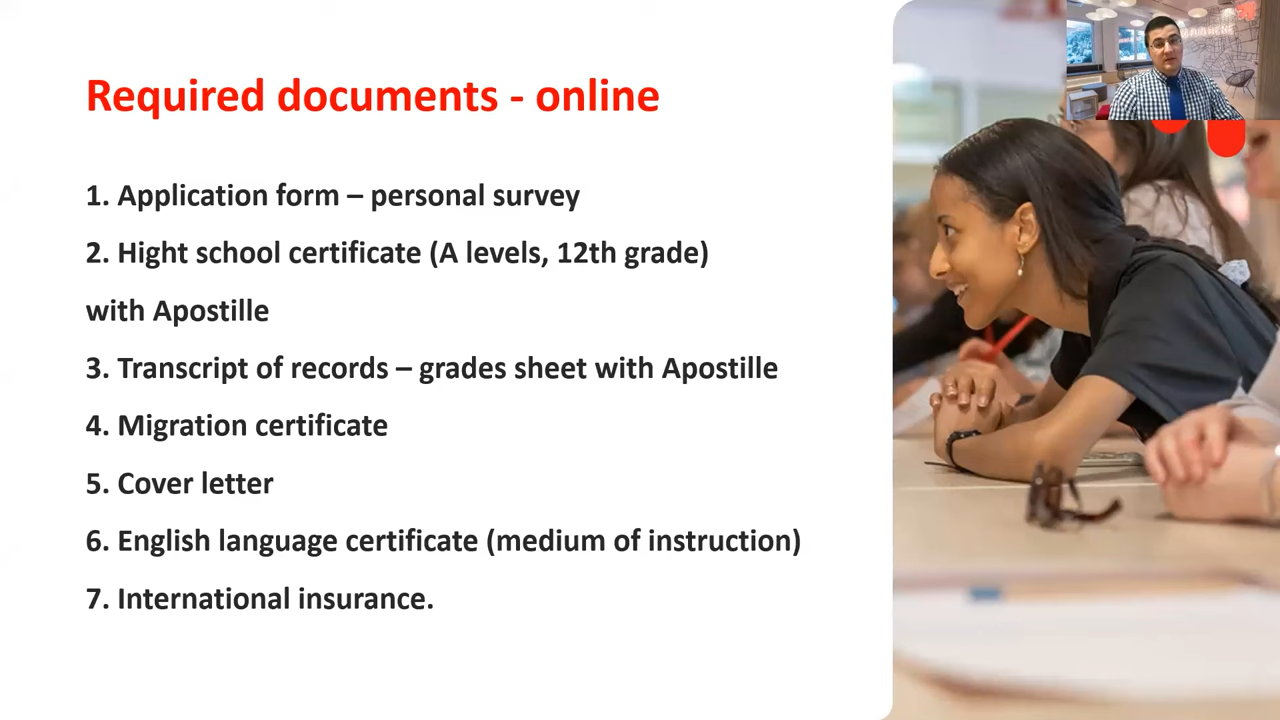 Required documents - online
1. Application form – personal survey
2. Hight school certificate (A levels, 12th grade)
with Apostille
3. Transcript of records – grades sheet with Apostille
4. Migration certificate
5. Cover letter
6. English language certificate (medium of instruction)
7. International insurance.